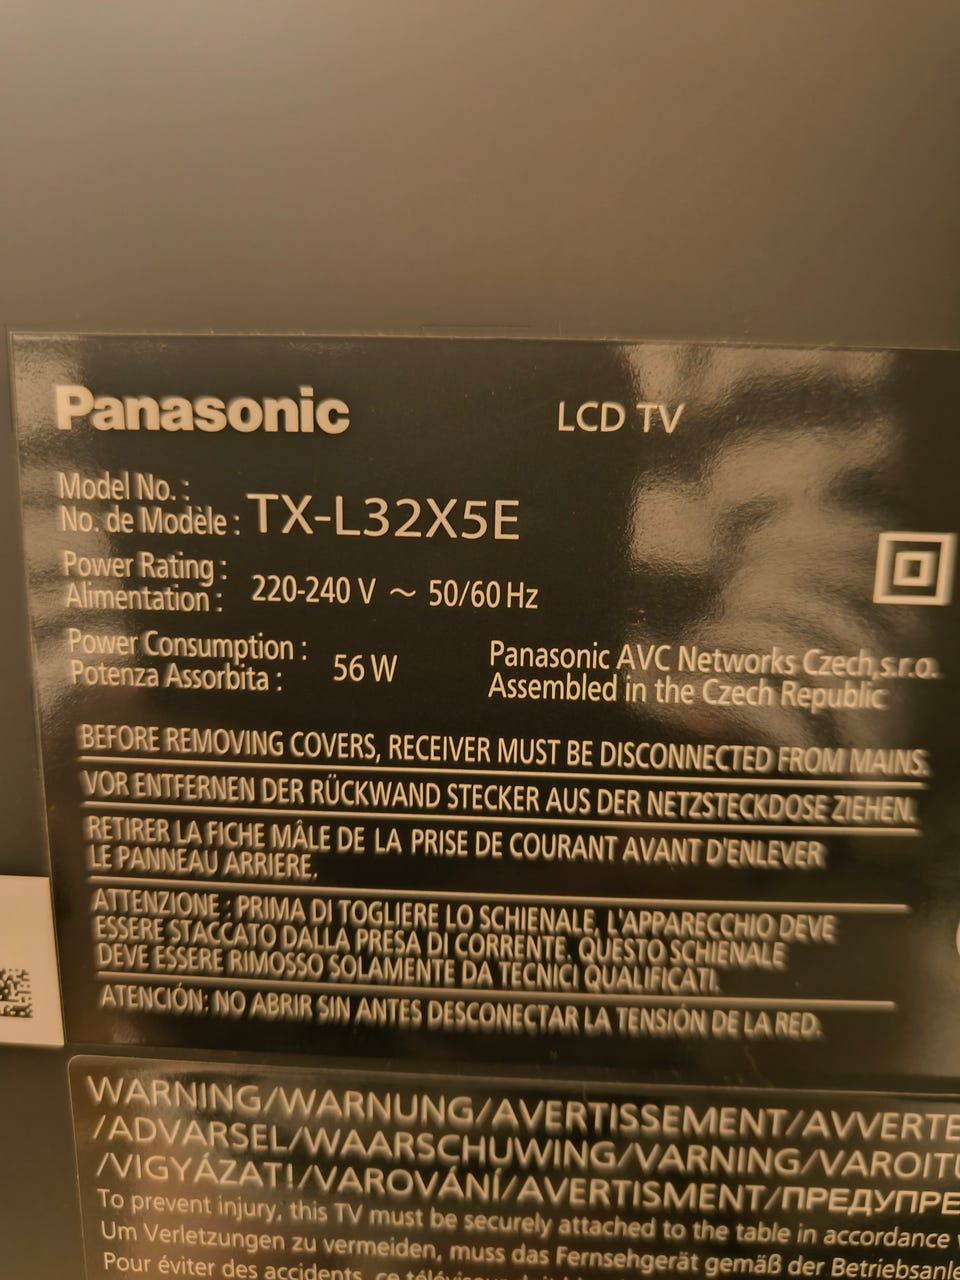 Panasonic LCD TV
Model No. :
No. de Modèle : TX-L32X5E
Power Rating :
Alimentation : 220-240 V ~ 50/60 Hz
Power Consumption :
Potenza Assorbita : 56 W
Panasonic AVC Networks Czech,s.r.o.
Assembled in the Czech Republic
BEFORE REMOVING COVERS, RECEIVER MUST BE DISCONNECTED FROM MAINS.
VOR ENTFERNEN DER RÜCKWAND STECKER AUS DER NETZSTECKDOSE ZIEHEN.
RETIRER LA FICHE MÂLE DE LA PRISE DE COURANT AVANT D'ENLEVER
LE PANNEAU ARRIERE.
ATTENZIONE : PRIMA DI TOGLIERE LO SCHIENALE, L'APPARECCHIO DEVE
ESSERE STACCATO DALLA PRESA DI CORRENTE. QUESTO SCHIENALE
DEVE ESSERE RIMOSSO SOLAMENTE DA TECNICI QUALIFICATI.
ATENCIÓN: NO ABRIR SIN ANTES DESCONECTAR LA TENSIÓN DE LA RED.
WARNING/WARNUNG/AVERTISSEMENT/AVVERTE
/ADVARSEL/WAARSCHUWING/VARNING/VAROITU
/VIGYÁZAT!/VAROVÁNÍ/AVERTISMENT/ПРЕДУПРЕ
To prevent injury, this TV must be securely attached to the table in accordance
Um Verletzungen zu vermeiden, muss das Fernsehgerät gemäß der Betriebsanle
Pour éviter des accidents, ce